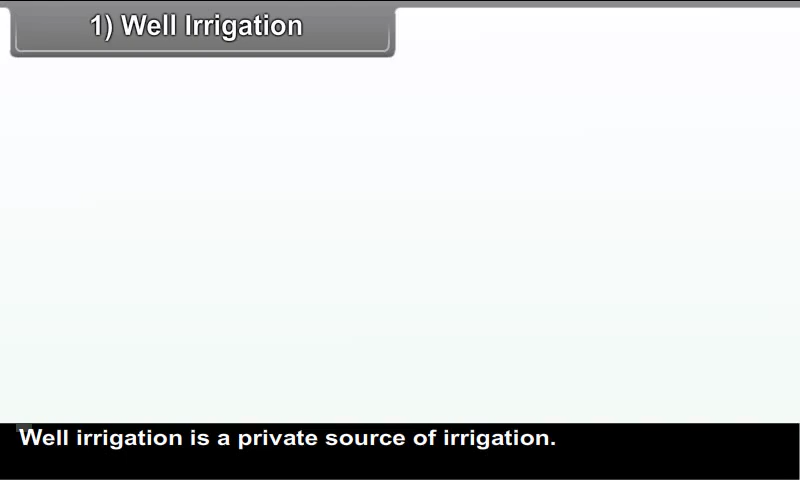 1) Well Irrigation
Well irrigation is a private source of irrigation.